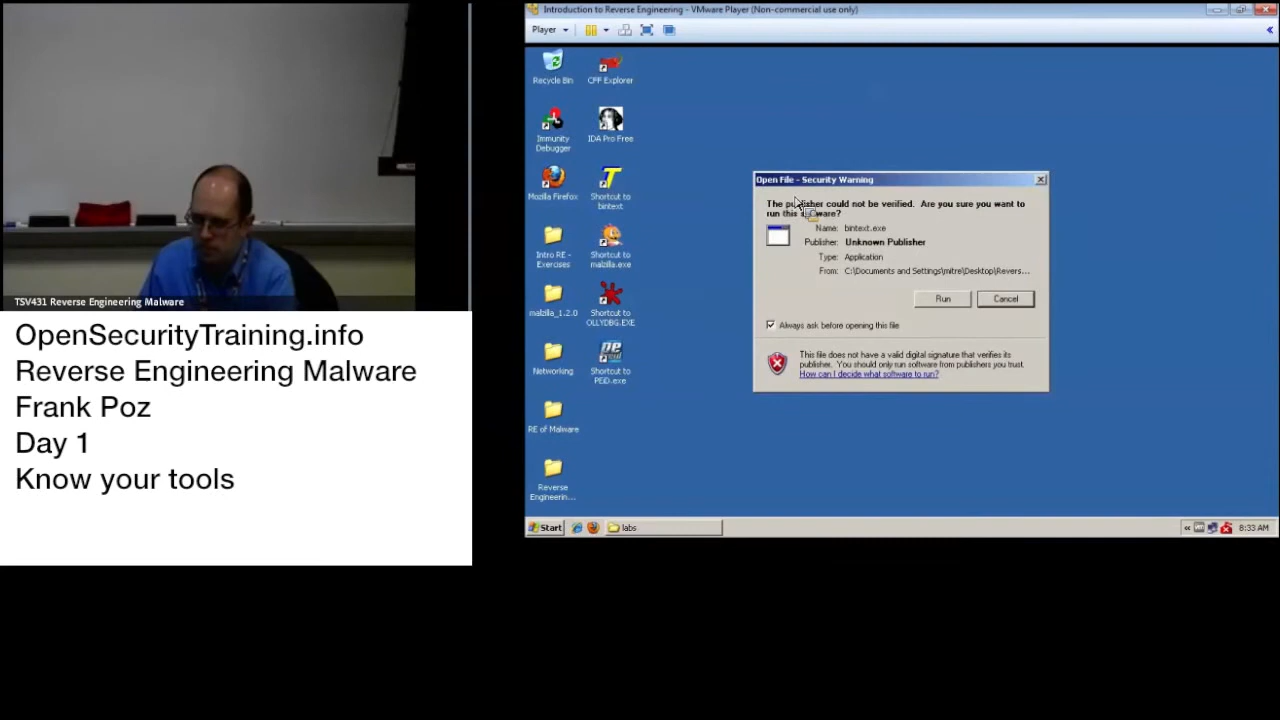 Introduction to Reverse Engineering - VMware Player (Non-commercial use only)
Player
Recycle Bin
CFF Explorer
Immunity
Debugger
IDA Pro Free
Mozilla Firefox
Shortcut to
bintext
Intro RE -
Exercises
Shortcut to
malzilla.exe
malzilla_1.2.0
Shortcut to
OLLYDBG.EXE
Networking
Shortcut to
PEiD.exe
RE of Malware
Reverse
Engineerin...
Open File - Security Warning
The publisher could not be verified. Are you sure you want to
run this software?
Name: bintext.exe
Publisher: Unknown Publisher
Type: Application
From: C:\Documents and Settings\mitre\Desktop\Revers...
Run
Cancel
Always ask before opening this file
This file does not have a valid digital signature that verifies its
publisher. You should only run software from publishers you trust.
How can I decide what software to run?
Start
labs
8:33 AM
TSV431 Reverse Engineering Malware
OpenSecurityTraining.info
Reverse Engineering Malware
Frank Poz
Day 1
Know your tools